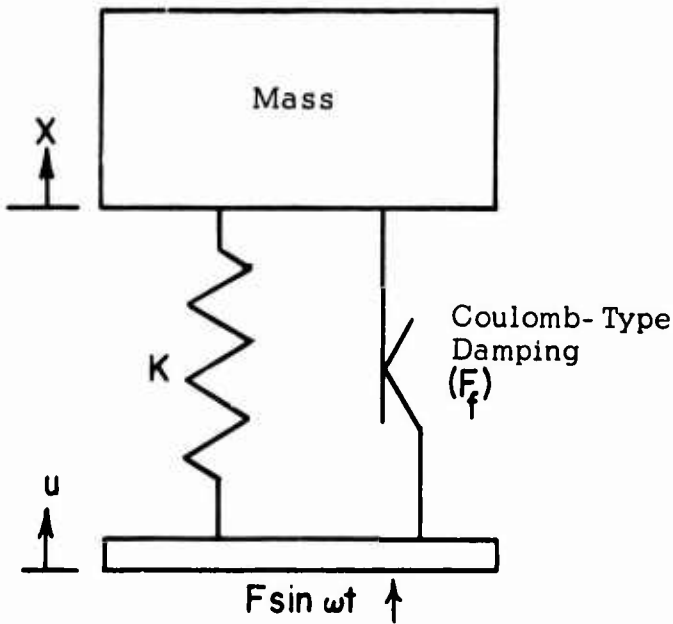 Mass
X
Coulomb-Type
Damping
(F_f)
K
u
F sin ωt